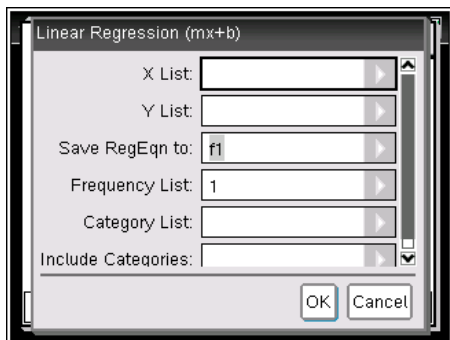 Linear Regression (mx+b)
X List:
Y List:
Save RegEqn to: f1
Frequency List: 1
Category List:
Include Categories:
OK Cancel